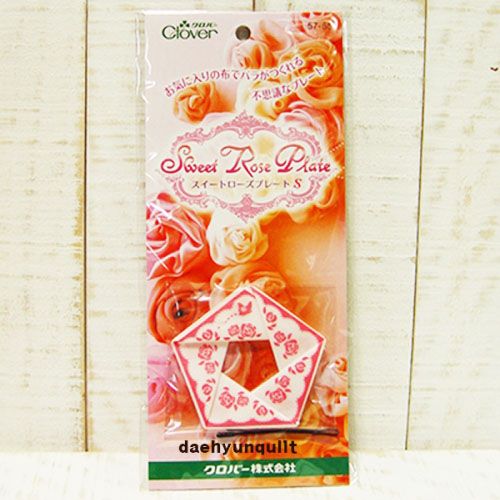 クロバー
Clover
57-5
お気に入りの布でバラがつくれる
不思議なプレート
Sweet Rose Plate
スイートローズプレート S
daehyunquilt
クロバー株式会社